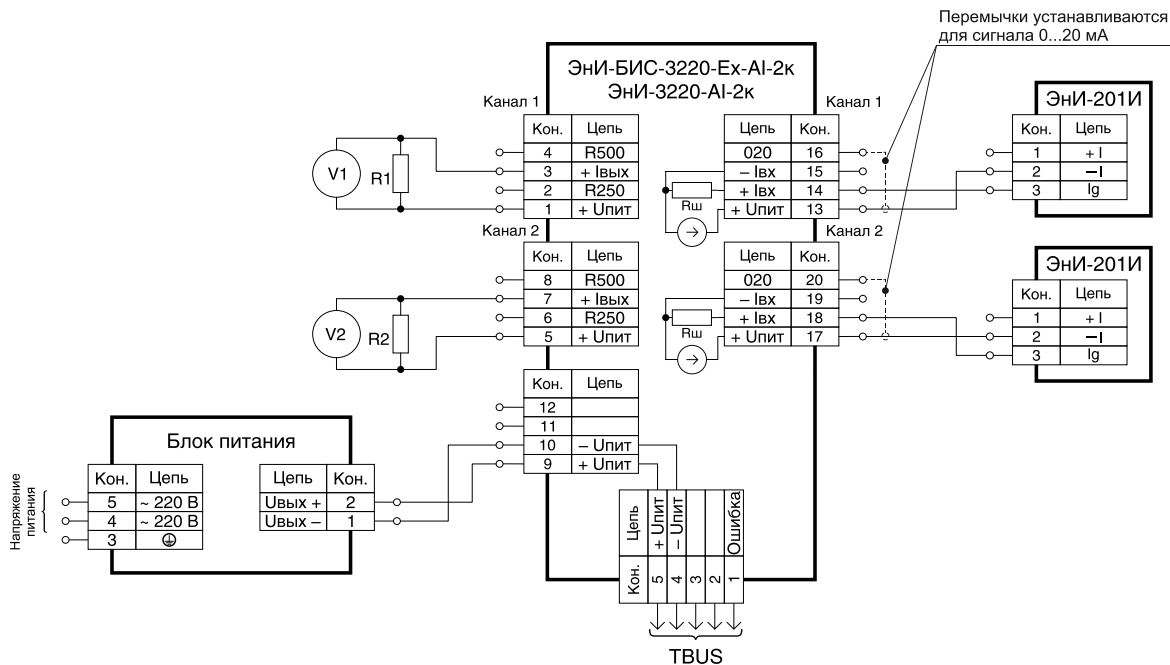 Перемычки устанавливаются
для сигнала 0...20 мА
ЭнИ-БИС-3220-Ex-AI-2к
ЭнИ-3220-AI-2к
Канал 1
Кон. Цепь
4 R500
3 + Iвых
2 R250
1 + Uпит
V1
R1
Канал 1
Цепь Кон.
020 16
– Iвх 15
+ Iвх 14
+ Uпит 13
Rш
ЭнИ-201И
Кон. Цепь
1 + I
2 –I
3 Ig
Канал 2
Кон. Цепь
8 R500
7 + Iвых
6 R250
5 + Uпит
V2
R2
Канал 2
Цепь Кон.
020 20
– Iвх 19
+ Iвх 18
+ Uпит 17
Rш
ЭнИ-201И
Кон. Цепь
1 + I
2 –I
3 Ig
Кон. Цепь
12
11
10 – Uпит
9 + Uпит
Блок питания
Напряжение
питания
Кон. Цепь
5 ~ 220 В
4 ~ 220 В
3
Цепь Кон.
Uвых + 2
Uвых – 1
Цепь + Uпит – Uпит Ошибка
Кон. 5 4 3 2 1
TBUS